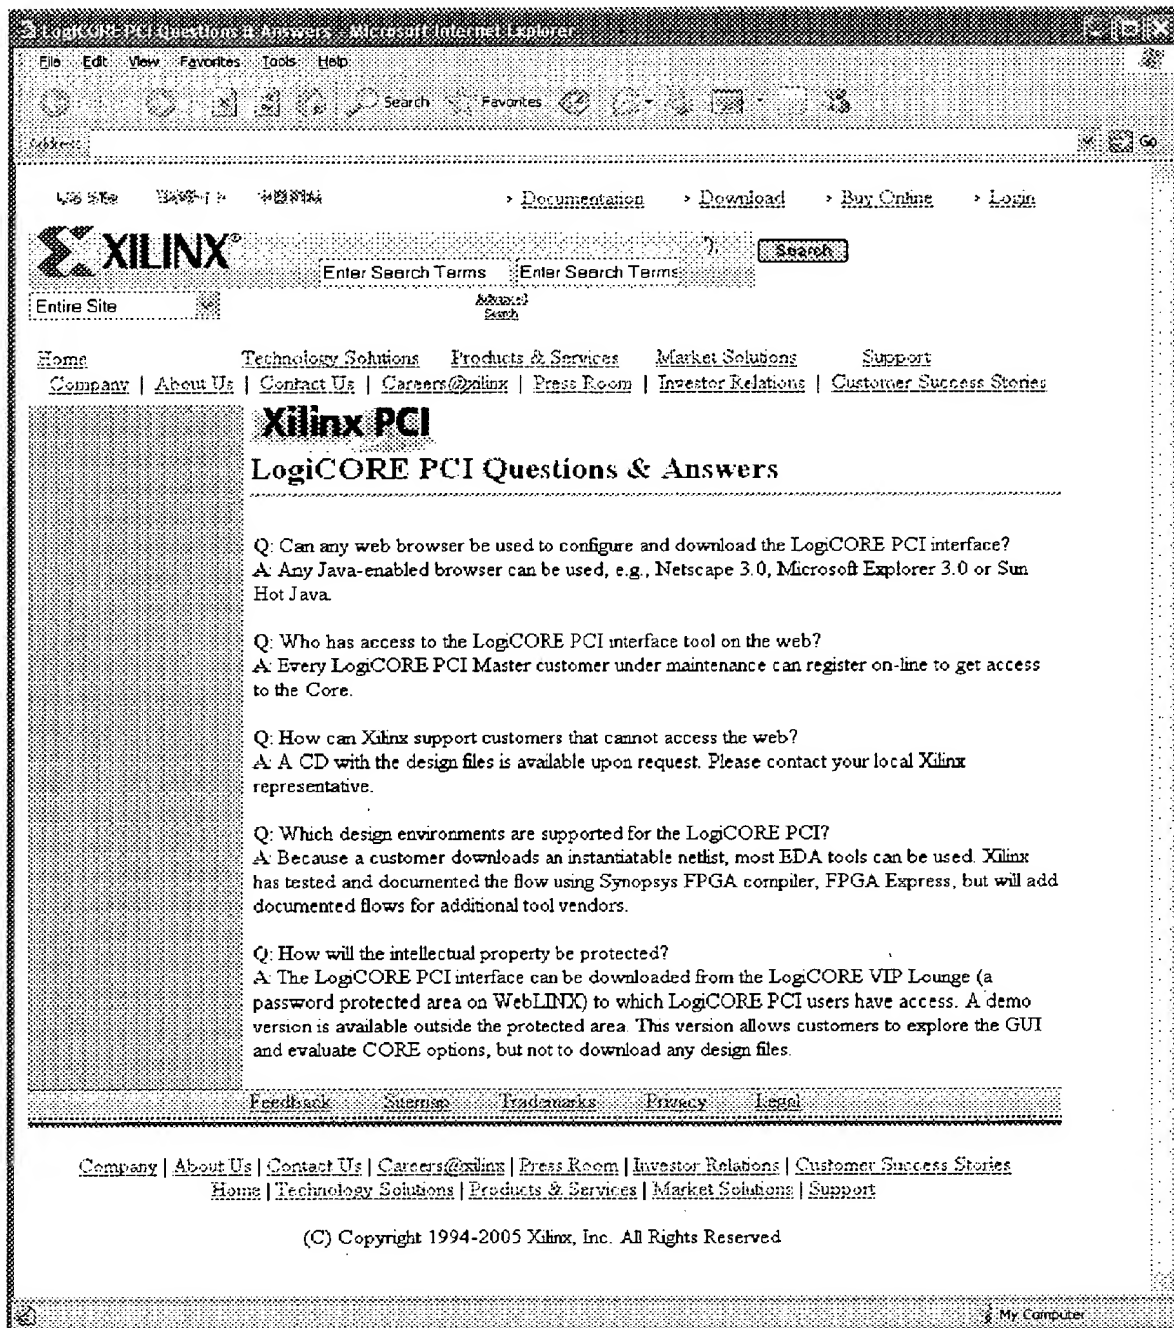 LogiCORE PCI Questions & Answers - Microsoft Internet Explorer
File Edit View Favorites Tools Help
Search Favorites
Address Go
Documentation Download Buy Online Login
XILINX®
Enter Search Terms Enter Search Terms Search
Entire Site
Advanced
Search
Home Technology Solutions Products & Services Market Solutions Support
Company | About Us | Contact Us | Careers@xilinx | Press Room | Investor Relations | Customer Success Stories
Xilinx PCI
LogiCORE PCI Questions & Answers
Q: Can any web browser be used to configure and download the LogiCORE PCI interface?
A: Any Java-enabled browser can be used, e.g., Netscape 3.0, Microsoft Explorer 3.0 or Sun
Hot Java.
Q: Who has access to the LogiCORE PCI interface tool on the web?
A: Every LogiCORE PCI Master customer under maintenance can register on-line to get access
to the Core.
Q: How can Xilinx support customers that cannot access the web?
A: A CD with the design files is available upon request. Please contact your local Xilinx
representative.
Q: Which design environments are supported for the LogiCORE PCI?
A: Because a customer downloads an instantiatable netlist, most EDA tools can be used. Xilinx
has tested and documented the flow using Synopsys FPGA compiler, FPGA Express, but will add
documented flows for additional tool vendors.
Q: How will the intellectual property be protected?
A: The LogiCORE PCI interface can be downloaded from the LogiCORE VIP Lounge (a
password protected area on WebLINX) to which LogiCORE PCI users have access. A demo
version is available outside the protected area. This version allows customers to explore the GUI
and evaluate CORE options, but not to download any design files.
Feedback Sitemap Trademarks Privacy Legal
Company | About Us | Contact Us | Careers@xilinx | Press Room | Investor Relations | Customer Success Stories
Home | Technology Solutions | Products & Services | Market Solutions | Support
(C) Copyright 1994-2005 Xilinx, Inc. All Rights Reserved
My Computer